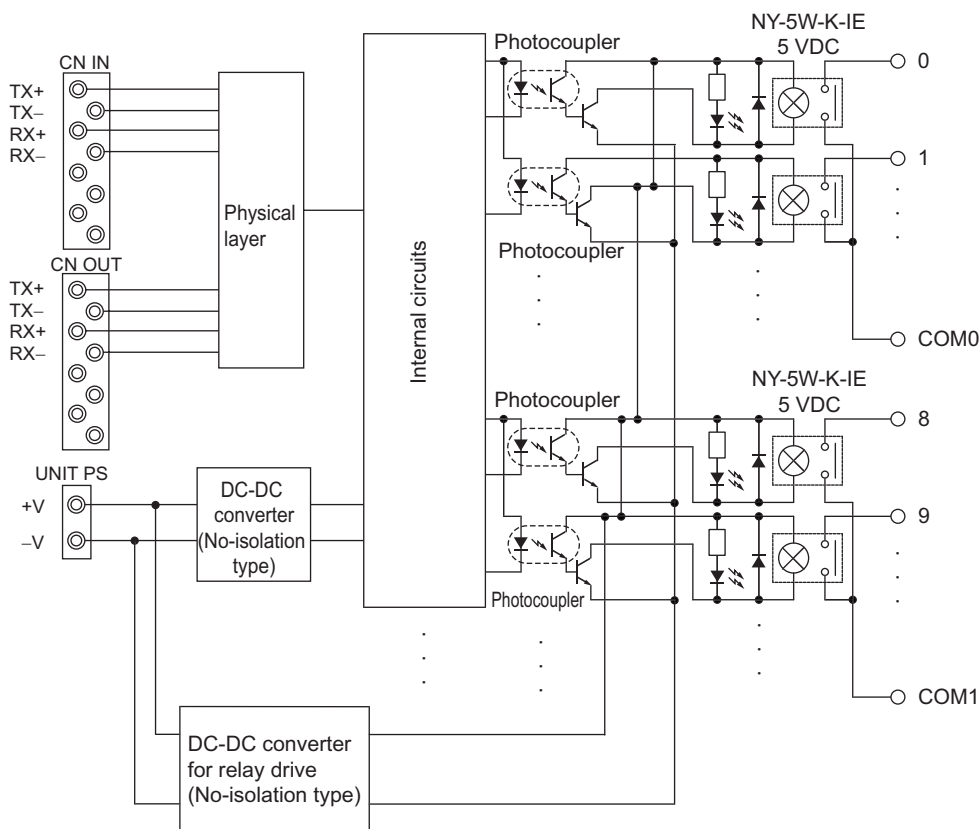 CN IN
TX+
TX−
RX+
RX−
CN OUT
TX+
TX−
RX+
RX−
UNIT PS
+V
−V
Physical
layer
DC-DC
converter
(No-isolation
type)
DC-DC converter
for relay drive
(No-isolation type)
Internal circuits
Photocoupler
NY-5W-K-IE
5 VDC
0
1
Photocoupler
COM0
Photocoupler
NY-5W-K-IE
5 VDC
8
9
Photocoupler
COM1